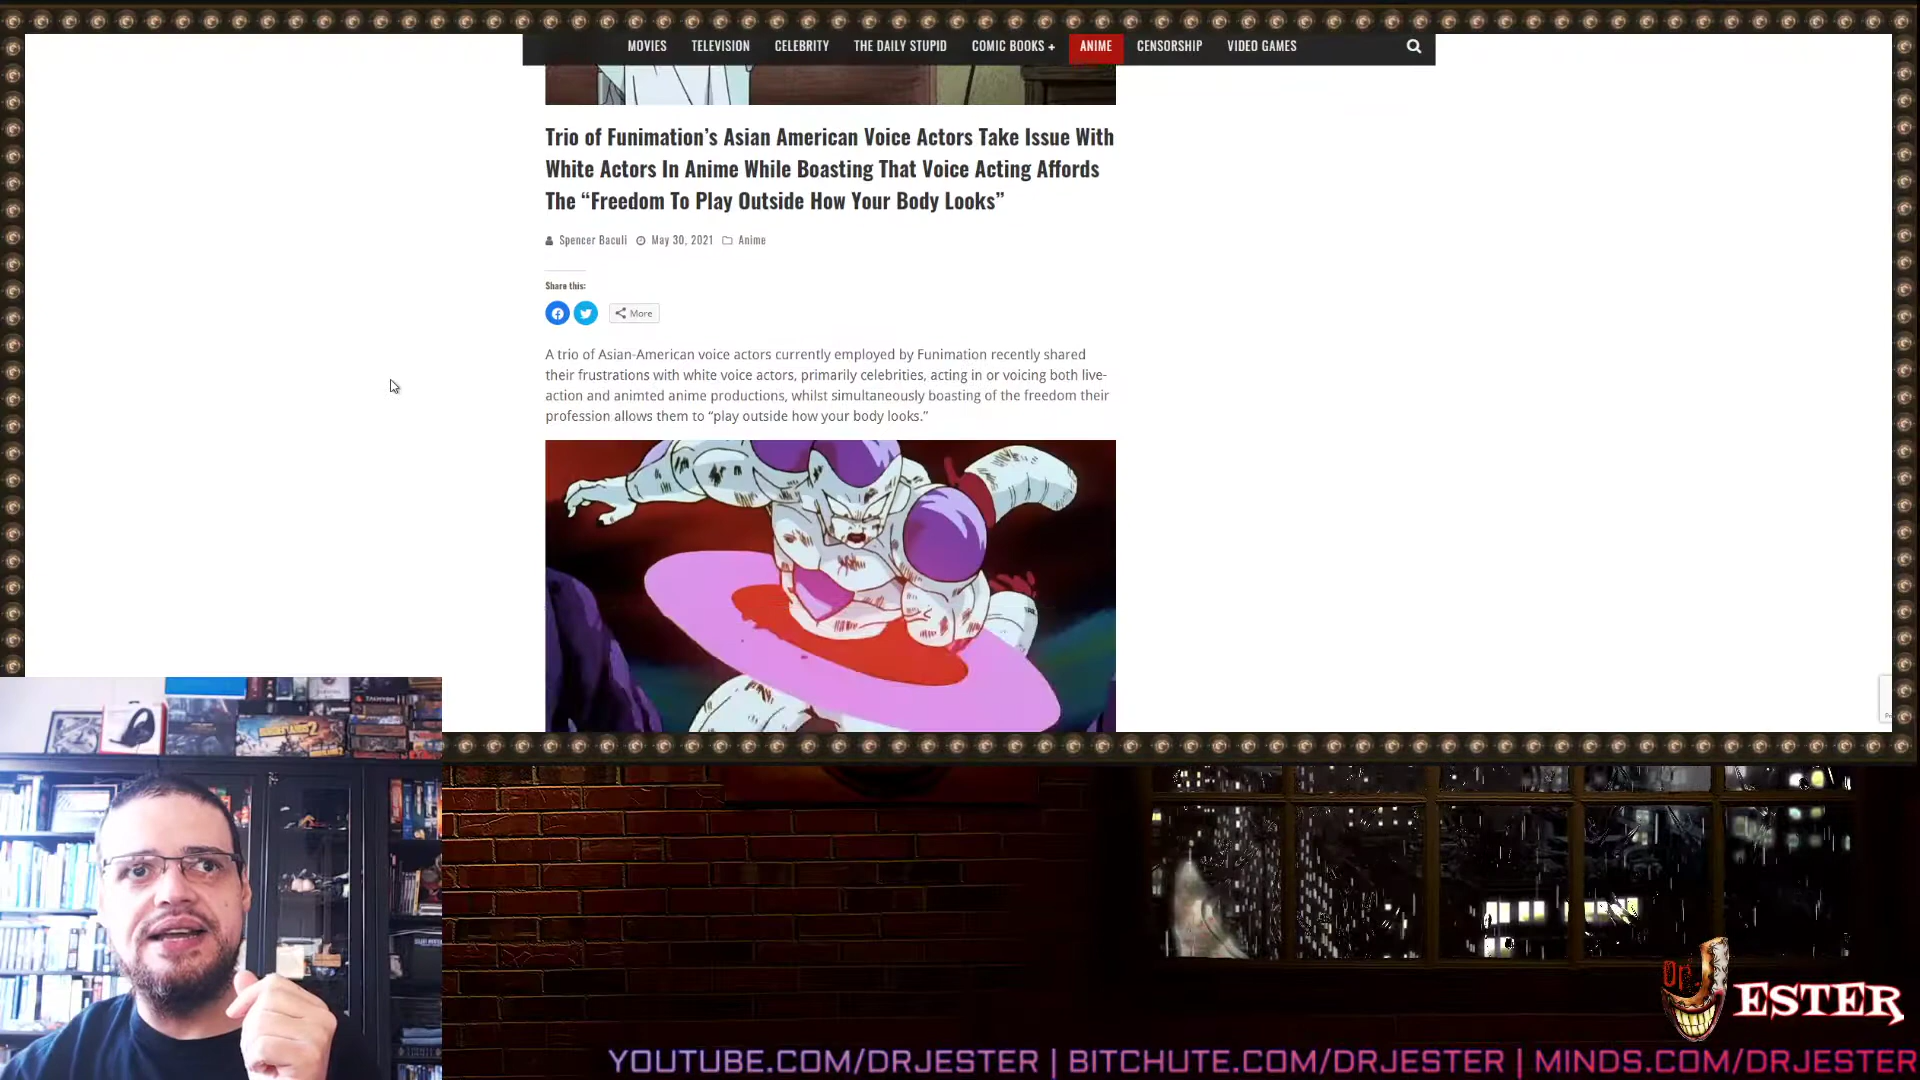 MOVIES TELEVISION CELEBRITY THE DAILY STUPID COMIC BOOKS + ANIME CENSORSHIP VIDEO GAMES
Trio of Funimation’s Asian American Voice Actors Take Issue With
White Actors In Anime While Boasting That Voice Acting Affords
The “Freedom To Play Outside How Your Body Looks”
Spencer Baculi May 30, 2021 Anime
Share this:
More
A trio of Asian-American voice actors currently employed by Funimation recently shared
their frustrations with white voice actors, primarily celebrities, acting in or voicing both live-
action and animted anime productions, whilst simultaneously boasting of the freedom their
profession allows them to “play outside how your body looks.”
BORDERLANDS 2
Dr. JESTER
YOUTUBE.COM/DRJESTER | BITCHUTE.COM/DRJESTER | MINDS.COM/DRJESTER